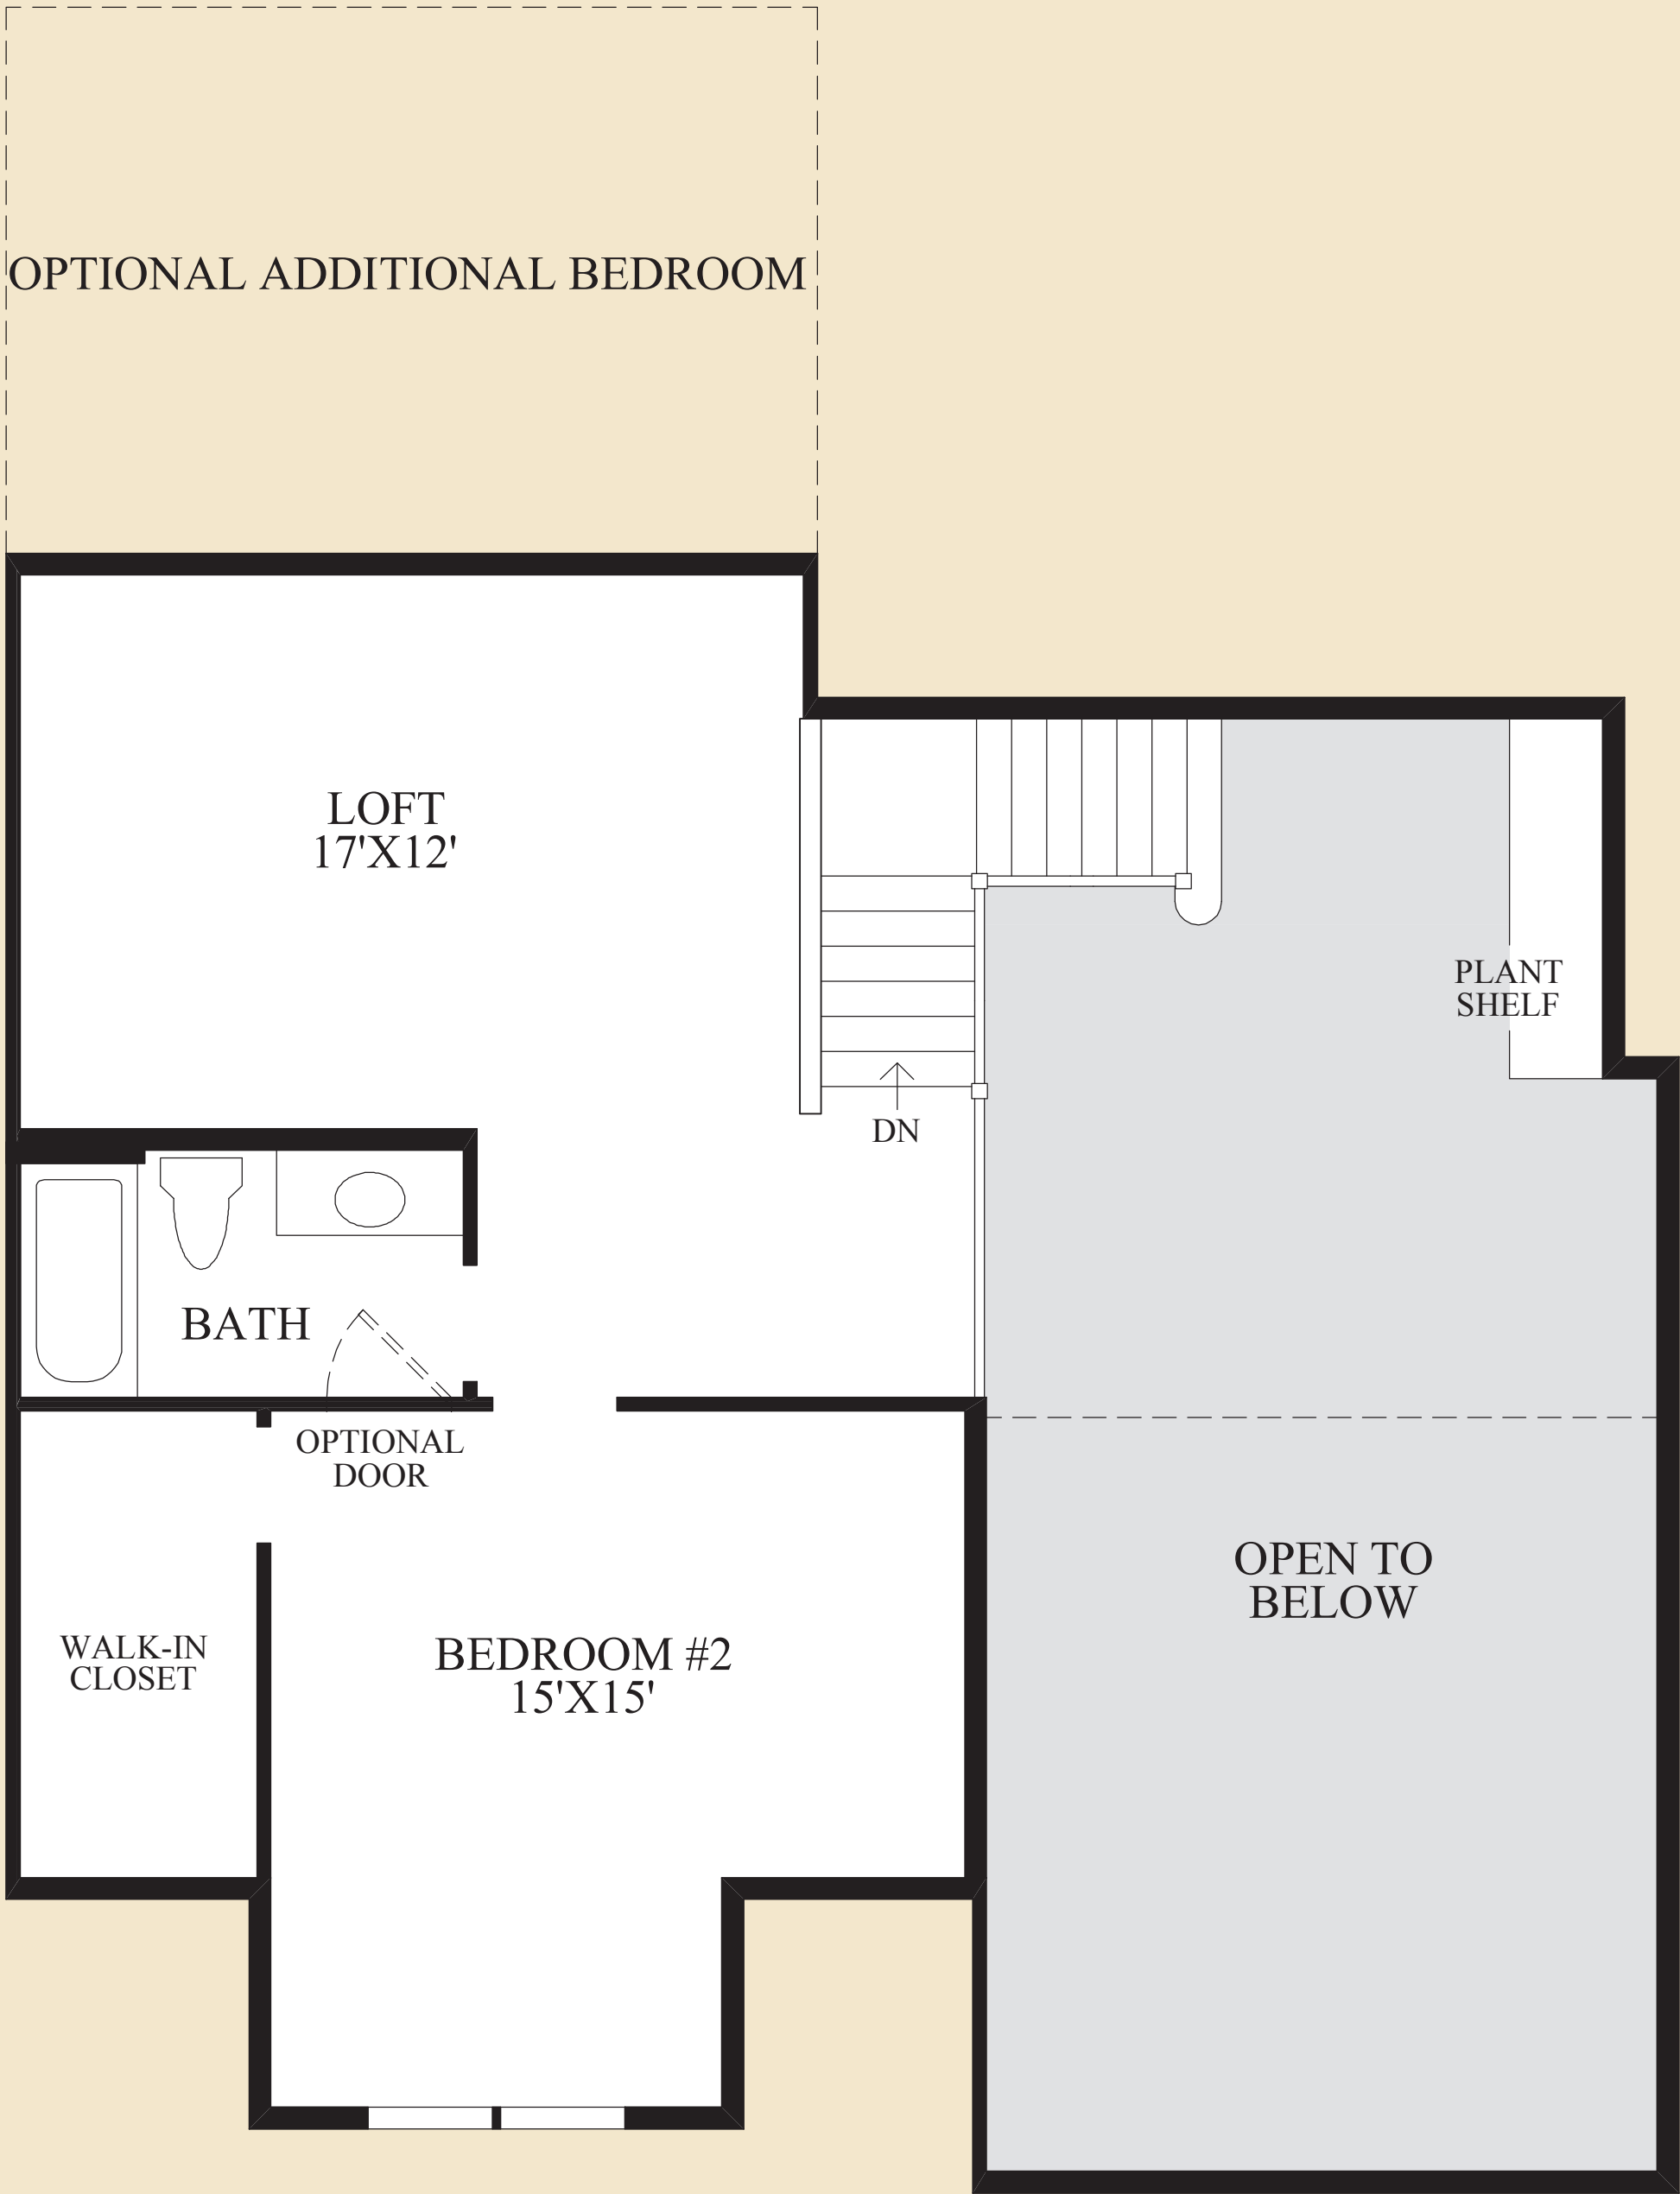 OPTIONAL ADDITIONAL BEDROOM
LOFT
17'X12'
PLANT
SHELF
DN
BATH
OPTIONAL
DOOR
OPEN TO
BELOW
WALK-IN
CLOSET
BEDROOM #2
15'X15'